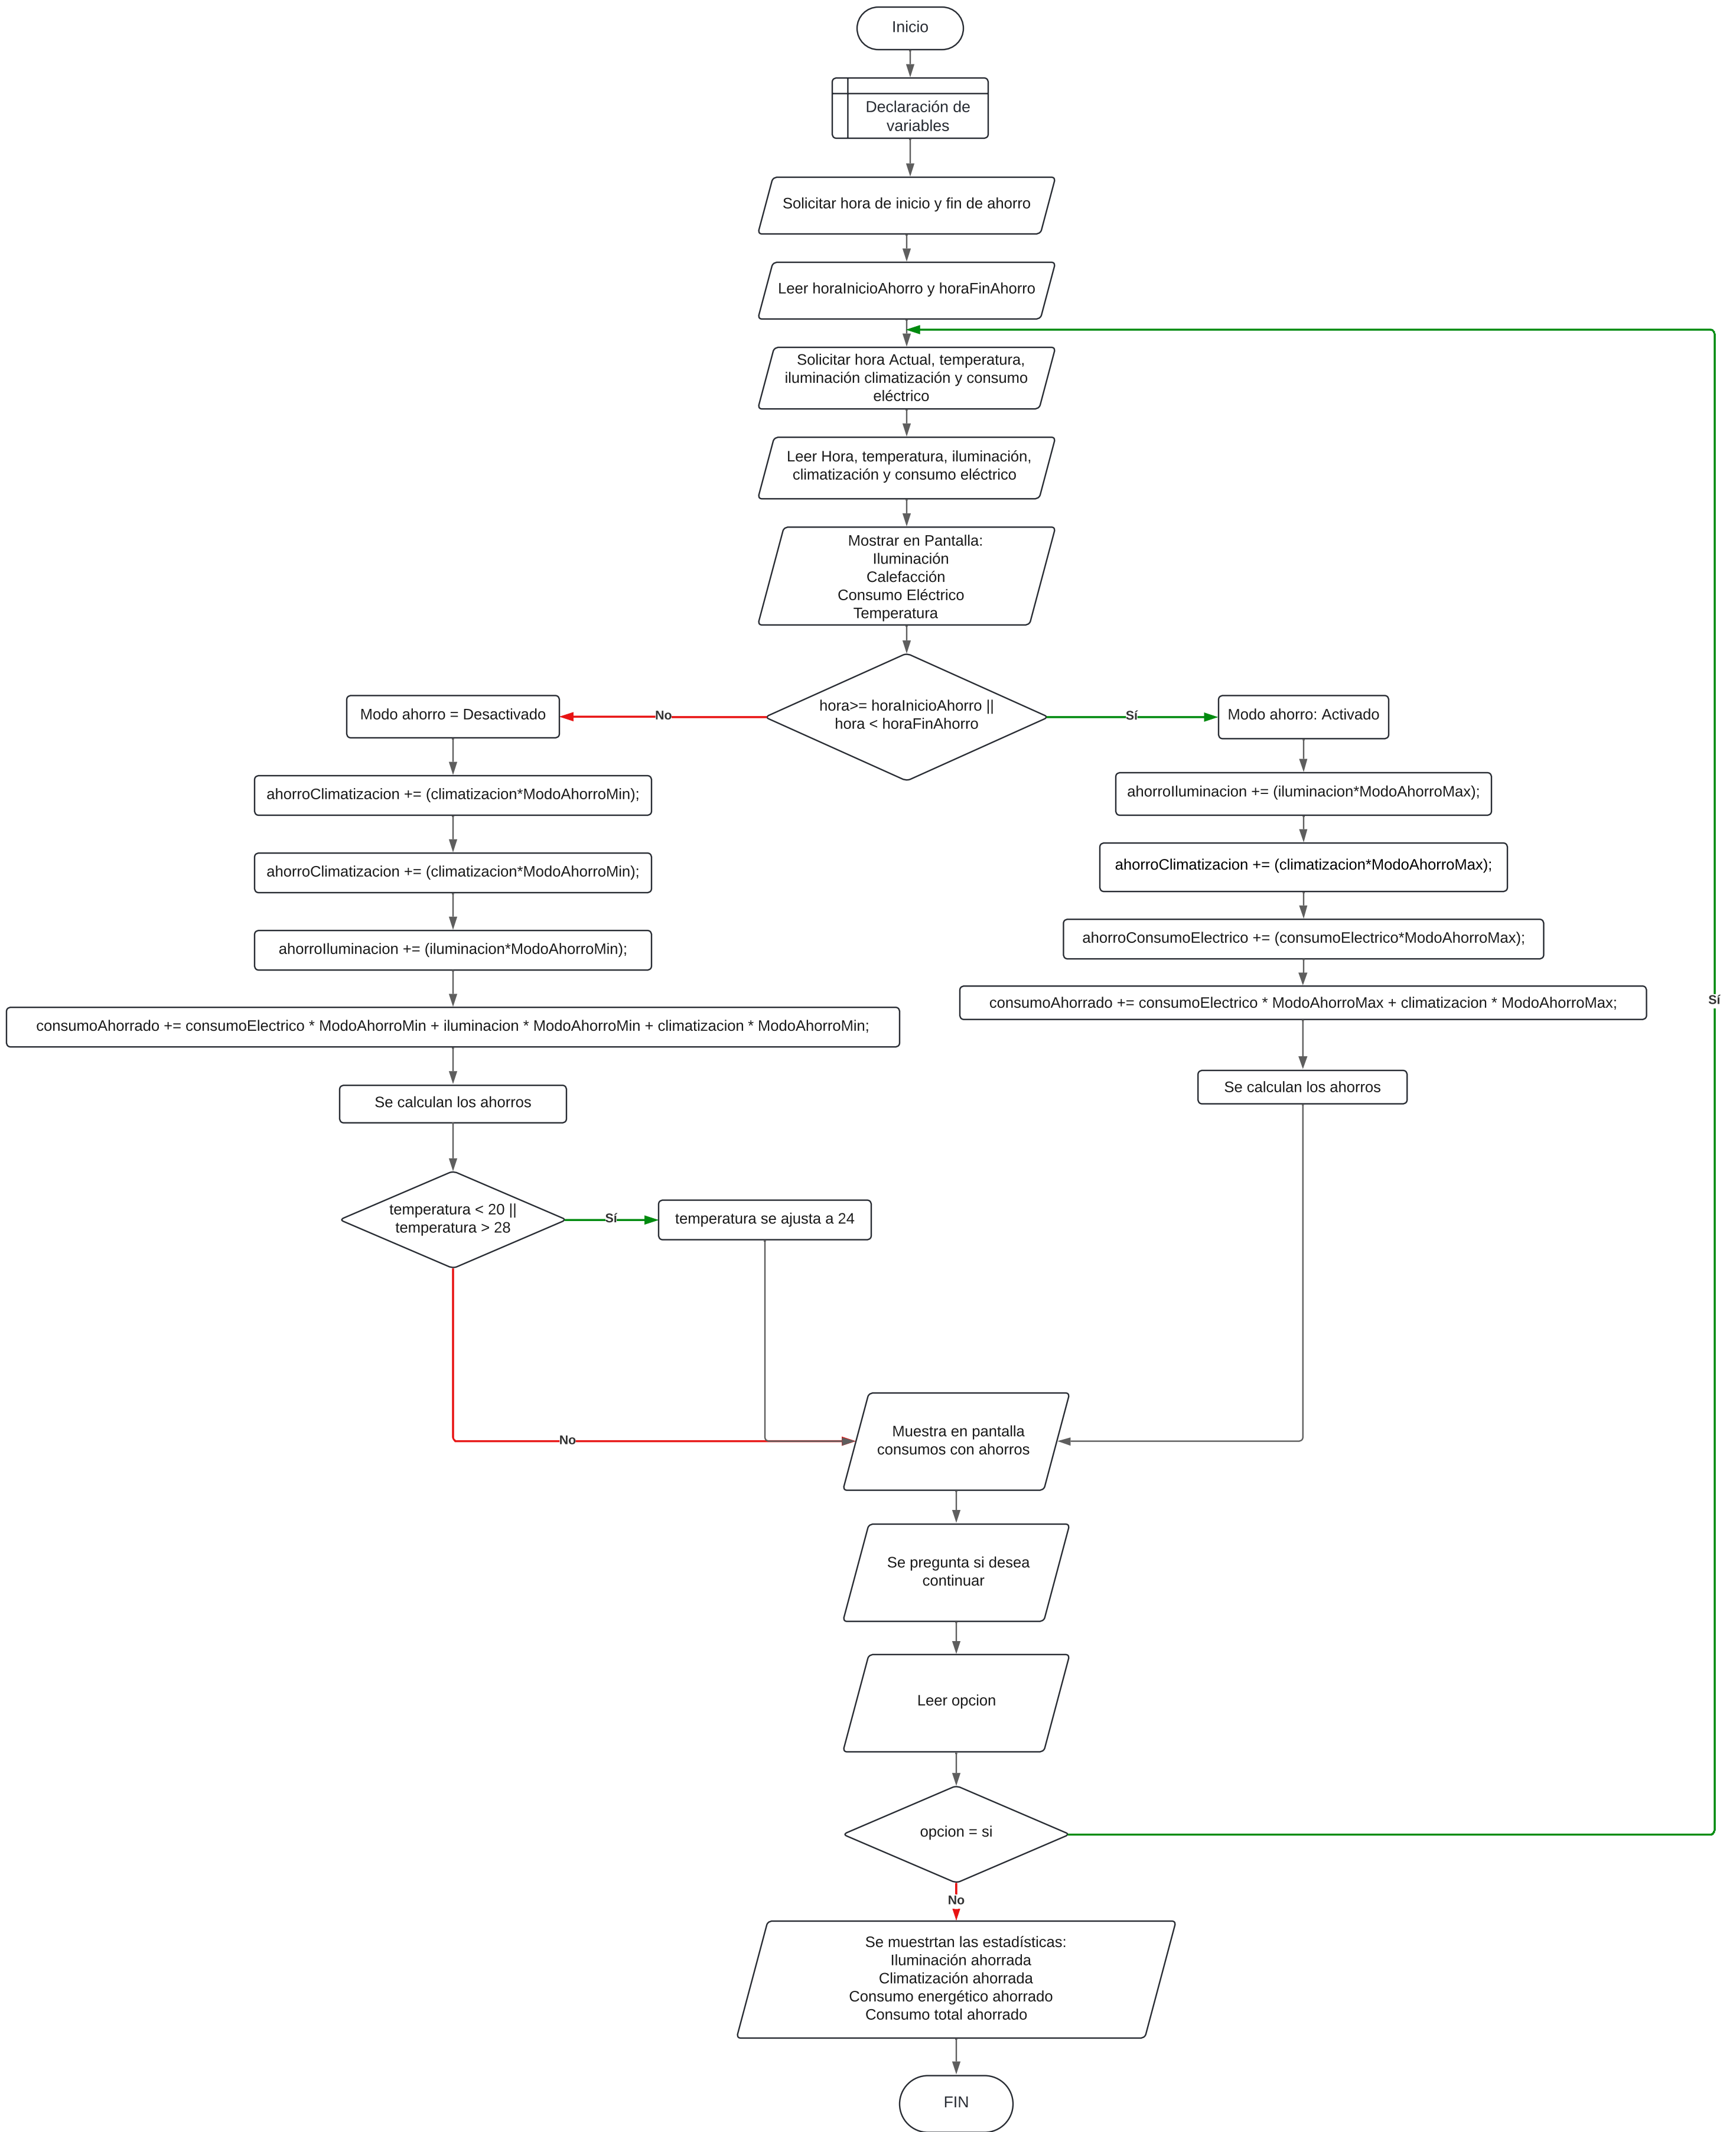 Inicio
Declaración de
variables
Solicitar hora de inicio y fin de ahorro
Leer horaInicioAhorro y horaFinAhorro
Solicitar hora Actual, temperatura,
iluminación climatización y consumo
eléctrico
Leer Hora, temperatura, iluminación,
climatización y consumo eléctrico
Mostrar en Pantalla:
Iluminación
Calefacción
Consumo Eléctrico
Temperatura
hora>= horaInicioAhorro ||
hora < horaFinAhorro
No
Modo ahorro = Desactivado
ahorroClimatizacion += (climatizacion*ModoAhorroMin);
ahorroClimatizacion += (climatizacion*ModoAhorroMin);
ahorroIluminacion += (iluminacion*ModoAhorroMin);
consumoAhorrado += consumoElectrico * ModoAhorroMin + iluminacion * ModoAhorroMin + climatizacion * ModoAhorroMin;
Se calculan los ahorros
temperatura < 20 ||
temperatura > 28
Sí
temperatura se ajusta a 24
No
Sí
Modo ahorro: Activado
ahorroIluminacion += (iluminacion*ModoAhorroMax);
ahorroClimatizacion += (climatizacion*ModoAhorroMax);
ahorroConsumoElectrico += (consumoElectrico*ModoAhorroMax);
consumoAhorrado += consumoElectrico * ModoAhorroMax + climatizacion * ModoAhorroMax;
Se calculan los ahorros
Muestra en pantalla
consumos con ahorros
Se pregunta si desea
continuar
Leer opcion
opcion = si
Sí
No
Se muestrtan las estadísticas:
Iluminación ahorrada
Climatización ahorrada
Consumo energético ahorrado
Consumo total ahorrado
FIN